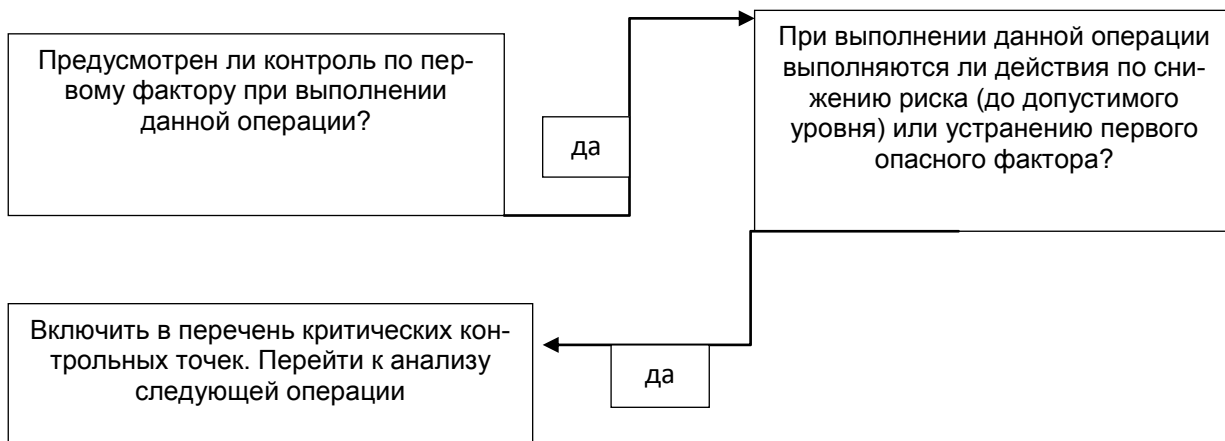 Предусмотрен ли контроль по пер-
вому фактору при выполнении
данной операции?
да
При выполнении данной операции
выполняются ли действия по сни-
жению риска (до допустимого
уровня) или устранению первого
опасного фактора?
да
Включить в перечень критических кон-
трольных точек. Перейти к анализу
следующей операции